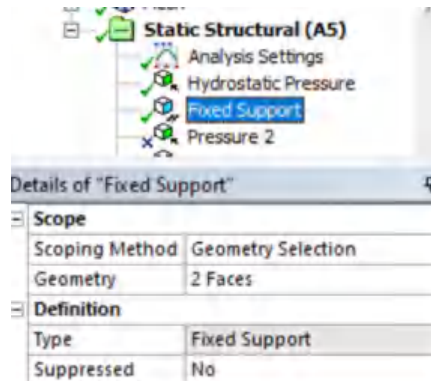 Static Structural (A5)
Analysis Settings
Hydrostatic Pressure
Fixed Support
Pressure 2
Details of "Fixed Support"
Scope
Scoping Method Geometry Selection
Geometry 2 Faces
Definition
Type Fixed Support
Suppressed No